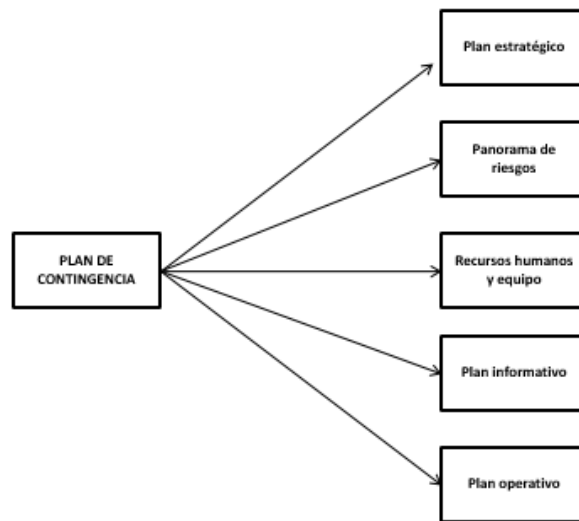 Plan estratégico
Panorama de
riesgos
PLAN DE
CONTINGENCIA
Recursos humanos
y equipo
Plan informativo
Plan operativo